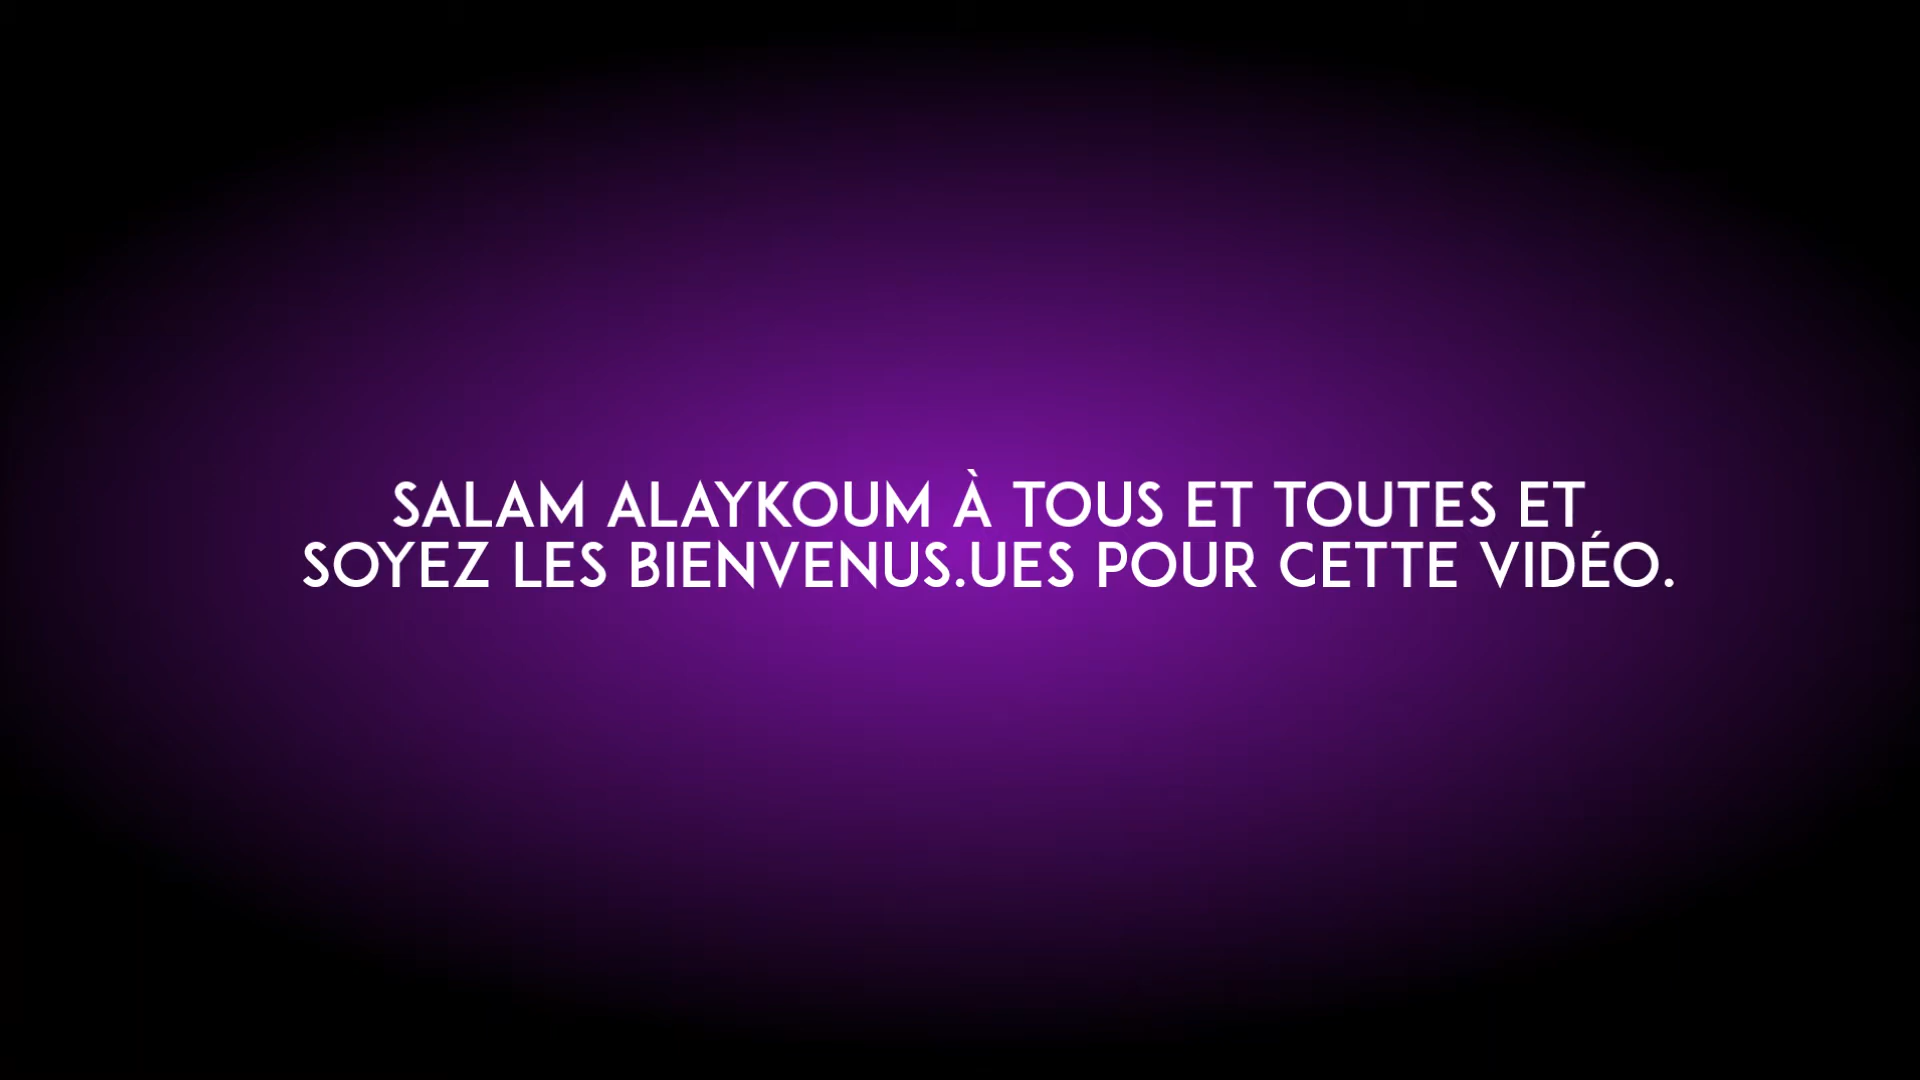 SALAM ALAYKOUM À TOUS ET TOUTES ET
SOYEZ LES BIENVENUS.UES POUR CETTE VIDÉO.